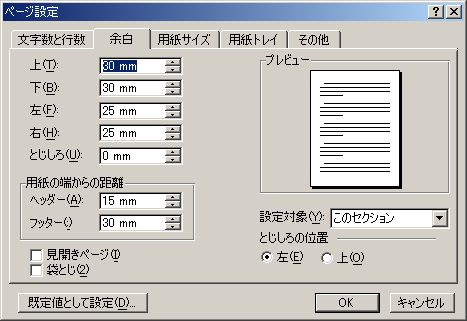 ページ設定
文字数と行数 余白 用紙サイズ 用紙トレイ その他
上(T): 30 mm
下(B): 30 mm
左(F): 25 mm
右(H): 25 mm
とじしろ(U): 0 mm
用紙の端からの距離
ヘッダー(A): 15 mm
フッター(-): 30 mm
見開きページ(I)
袋とじ(2)
プレビュー
設定対象(Y): このセクション
とじしろの位置
左(E) 上(O)
既定値として設定(D)... OK キャンセル